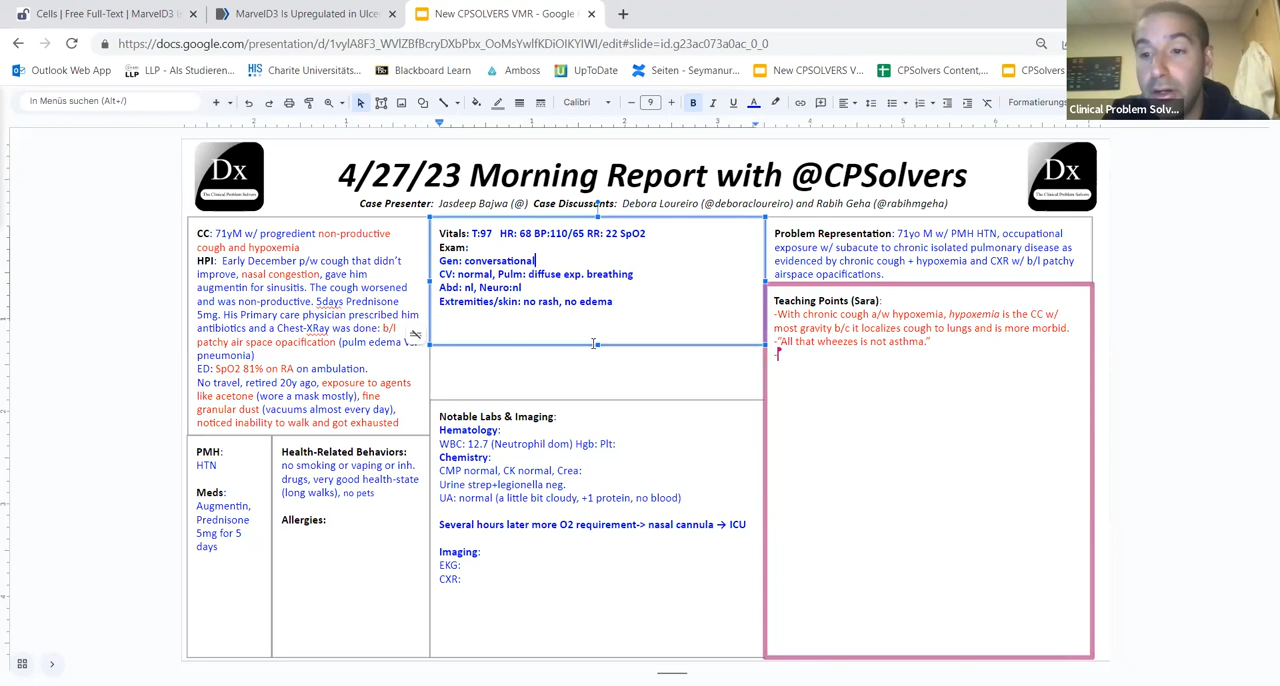 Cells | Free Full-Text | MarvelD3 I
MarvelD3 Is Upregulated in Ulce
New CPSOLVERS VMR - Google
https://docs.google.com/presentation/d/1vylA8F3_WVlZBfBcryDXbPbx_OoMsYwlfKDiOIKYIWI/edit#slide=id.g23ac073a0ac_0_0
Outlook Web App
LLP - Als Studieren...
Charite Universitäts...
Blackboard Learn
Amboss
UpToDate
Seiten - Seymanur...
New CPSOLVERS V...
CPSolvers Content,...
CPSolvers
In Menüs suchen (Alt+/)
Calibri
9
Formatierungs
Clinical Problem Solv...
Dx
The Clinical Problem Solvers
4/27/23 Morning Report with @CPSolvers
Case Presenter: Jasdeep Bajwa (@) Case Discussants: Debora Loureiro (@deboracloureiro) and Rabih Geha (@rabihmgeha)
Dx
The Clinical Problem Solvers
CC: 71yM w/ progredient non-productive
cough and hypoxemia
HPI: Early December p/w cough that didn't
improve, nasal congestion, gave him
augmentin for sinusitis. The cough worsened
and was non-productive. 5days Prednisone
5mg. His Primary care physician prescribed him
antibiotics and a Chest-XRay was done: b/l
patchy air space opacification (pulm edema
pneumonia)
ED: SpO2 81% on RA on ambulation.
No travel, retired 20y ago, exposure to agents
like acetone (wore a mask mostly), fine
granular dust (vacuums almost every day),
noticed inability to walk and got exhausted
PMH:
HTN
Meds:
Augmentin,
Prednisone
5mg for 5
days
Health-Related Behaviors:
no smoking or vaping or inh.
drugs, very good health-state
(long walks), no pets
Allergies:
Vitals: T:97 HR: 68 BP:110/65 RR: 22 SpO2
Exam:
Gen: conversational
CV: normal, Pulm: diffuse exp. breathing
Abd: nl, Neuro:nl
Extremities/skin: no rash, no edema
Notable Labs & Imaging:
Hematology:
WBC: 12.7 (Neutrophil dom) Hgb: Plt:
Chemistry:
CMP normal, CK normal, Crea:
Urine strep+legionella neg.
UA: normal (a little bit cloudy, +1 protein, no blood)
Several hours later more O2 requirement-> nasal cannula → ICU
Imaging:
EKG:
CXR:
Problem Representation: 71yo M w/ PMH HTN, occupational
exposure w/ subacute to chronic isolated pulmonary disease as
evidenced by chronic cough + hypoxemia and CXR w/ b/l patchy
airspace opacifications.
Teaching Points (Sara):
-With chronic cough a/w hypoxemia, hypoxemia is the CC w/
most gravity b/c it localizes cough to lungs and is more morbid.
-"All that wheezes is not asthma."
-